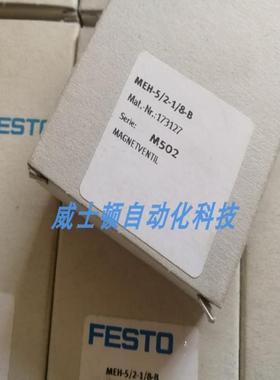 MEH-5/2-1/8-B
Mat.-Nr.:173127
Serie: M502
MAGNETVENTIL
威士顿自动化科技
FESTO
FESTO
MEH-5/2-1/8-B